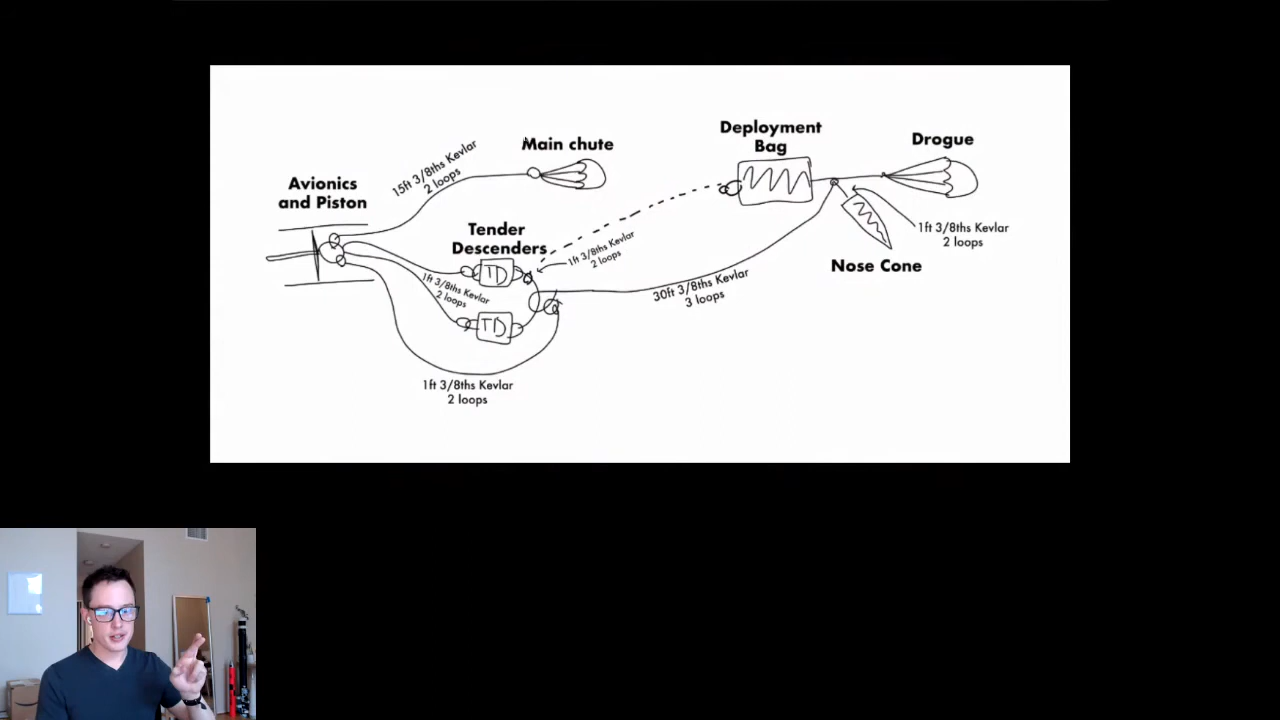 Main chute
15ft 3/8ths Kevlar
2 loops
Deployment
Bag
Drogue
Avionics
and Piston
1ft 3/8ths Kevlar
2 loops
Nose Cone
Tender
Descenders
1ft 3/8ths Kevlar
2 loops
TD
1ft 3/8ths Kevlar
2 loops
30ft 3/8ths Kevlar
3 loops
TD
1ft 3/8ths Kevlar
2 loops